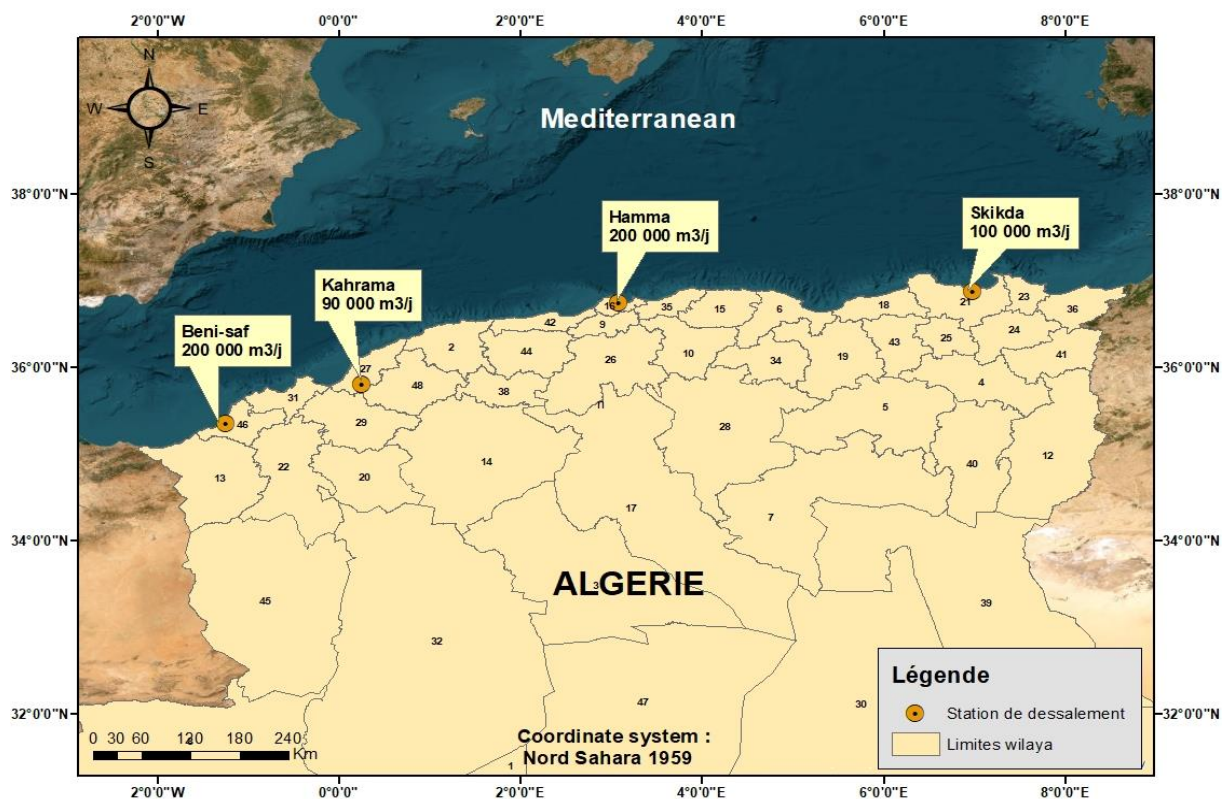 2°0'0"W 0°0'0" 2°0'0"E 4°0'0"E 6°0'0"E 8°0'0"E
N
W E
S
Mediterranean
38°0'0"N 38°0'0"N
Hamma
200 000 m3/j
Skikda
100 000 m3/j
Kahrama
90 000 m3/j
Beni-saf
200 000 m3/j
36°0'0"N 36°0'0"N
16 35 15 6 18 21 23 36
42 9 43 25 24
27 2 44 26 10 34 19 41
48 38 4
31 29 5
46 28
13 22 20 14 40 12
17 7
34°0'0"N 34°0'0"N
ALGERIE
3
45 39
32
47 30
32°0'0"N 32°0'0"N
Légende
Station de dessalement
Limites wilaya
0 30 60 120 180 240
Km
Coordinate system :
Nord Sahara 1959
1
2°0'0"W 0°0'0" 2°0'0"E 4°0'0"E 6°0'0"E 8°0'0"E